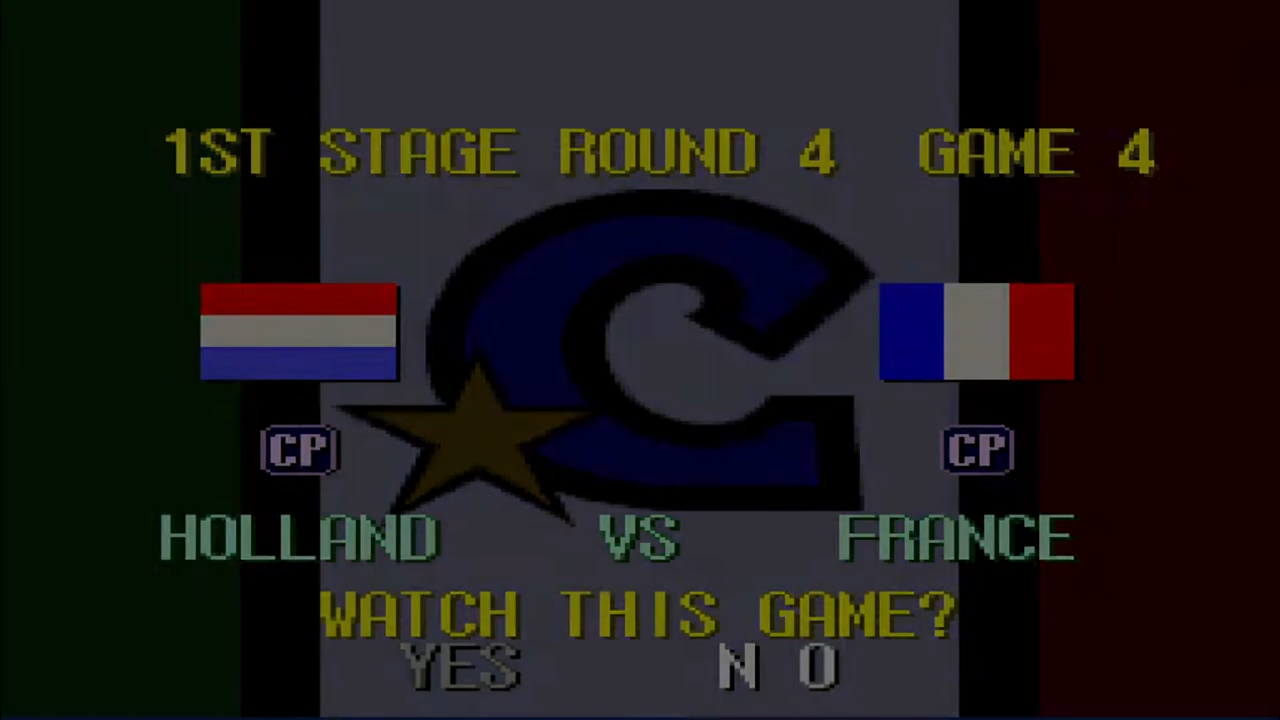 1ST STAGE ROUND 4 GAME 4
CP CP
HOLLAND VS FRANCE
WATCH THIS GAME?
YES NO